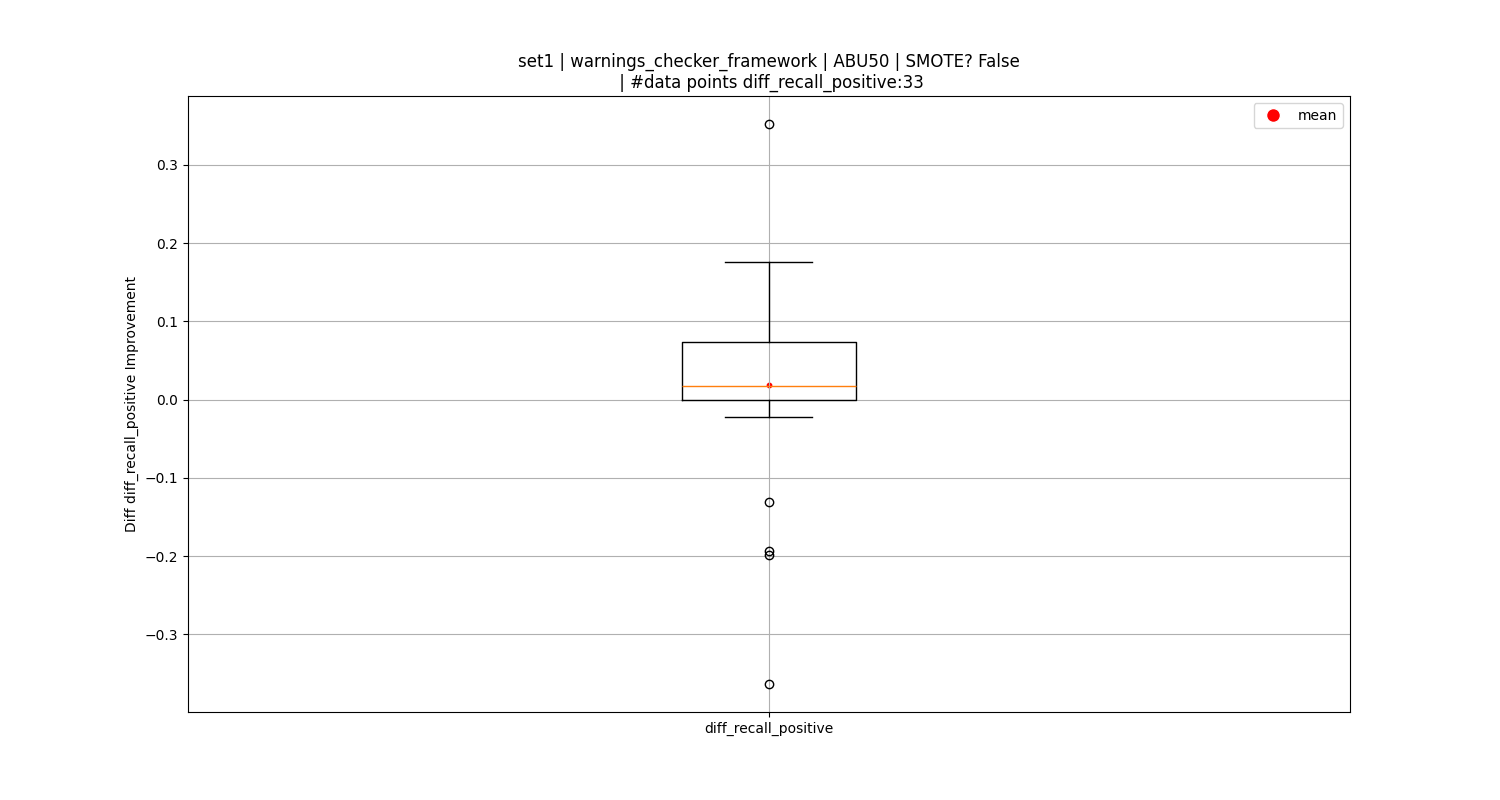 set1 | warnings_checker_framework | ABU50 | SMOTE? False
| #data points diff_recall_positive:33
mean
0.3
0.2
0.1
0.0
−0.1
−0.2
−0.3
Diff diff_recall_positive Improvement
diff_recall_positive